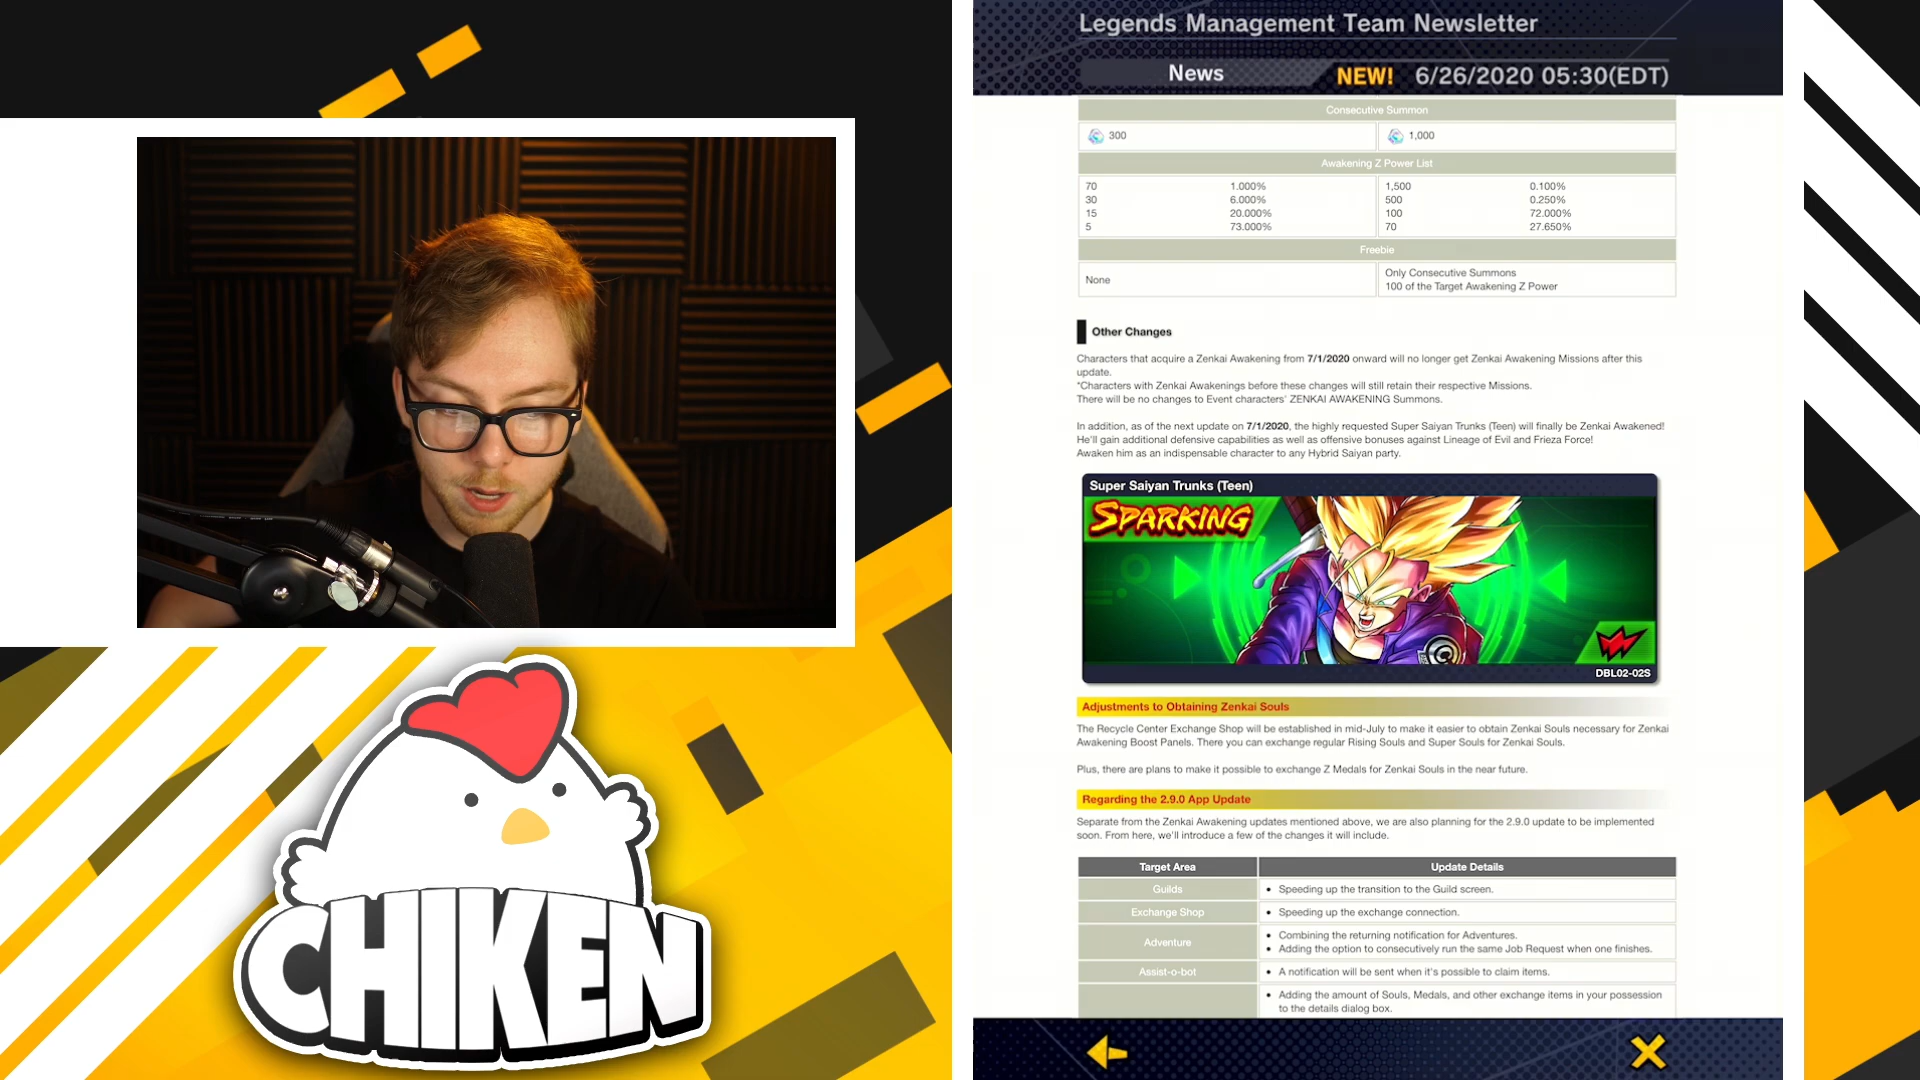 Legends Management Team Newsletter
News
NEW! 6/26/2020 05:30(EDT)
Consecutive Summon
300
1,000
Awakening Z Power List
70 1.000% 1,500 0.100%
30 6.000% 500 0.250%
15 20.000% 100 72.000%
5 73.000% 70 27.650%
Freebie
None
Only Consecutive Summons
100 of the Target Awakening Z Power
Other Changes
Characters that acquire a Zenkai Awakening from 7/1/2020 onward will no longer get Zenkai Awakening Missions after this
update.
*Characters with Zenkai Awakenings before these changes will still retain their respective Missions.
There will be no changes to Event characters' ZENKAI AWAKENING Summons.
In addition, as of the next update on 7/1/2020, the highly requested Super Saiyan Trunks (Teen) will finally be Zenkai Awakened!
He'll gain additional defensive capabilities as well as offensive bonuses against Lineage of Evil and Frieza Force!
Awaken him as an indispensable character to any Hybrid Saiyan party.
Super Saiyan Trunks (Teen)
SPARKING
DBL02-02S
Adjustments to Obtaining Zenkai Souls
The Recycle Center Exchange Shop will be established in mid-July to make it easier to obtain Zenkai Souls necessary for Zenkai
Awakening Boost Panels. There you can exchange regular Rising Souls and Super Souls for Zenkai Souls.
Plus, there are plans to make it possible to exchange Z Medals for Zenkai Souls in the near future.
Regarding the 2.9.0 App Update
Separate from the Zenkai Awakening updates mentioned above, we are also planning for the 2.9.0 update to be implemented
soon. From here, we'll introduce a few of the changes it will include.
Target Area Update Details
Guilds • Speeding up the transition to the Guild screen.
Exchange Shop • Speeding up the exchange connection.
Adventure
• Combining the returning notification for Adventures.
• Adding the option to consecutively run the same Job Request when one finishes.
Assist-o-bot • A notification will be sent when it's possible to claim items.
• Adding the amount of Souls, Medals, and other exchange items in your possession
to the details dialog box.
CHIKEN